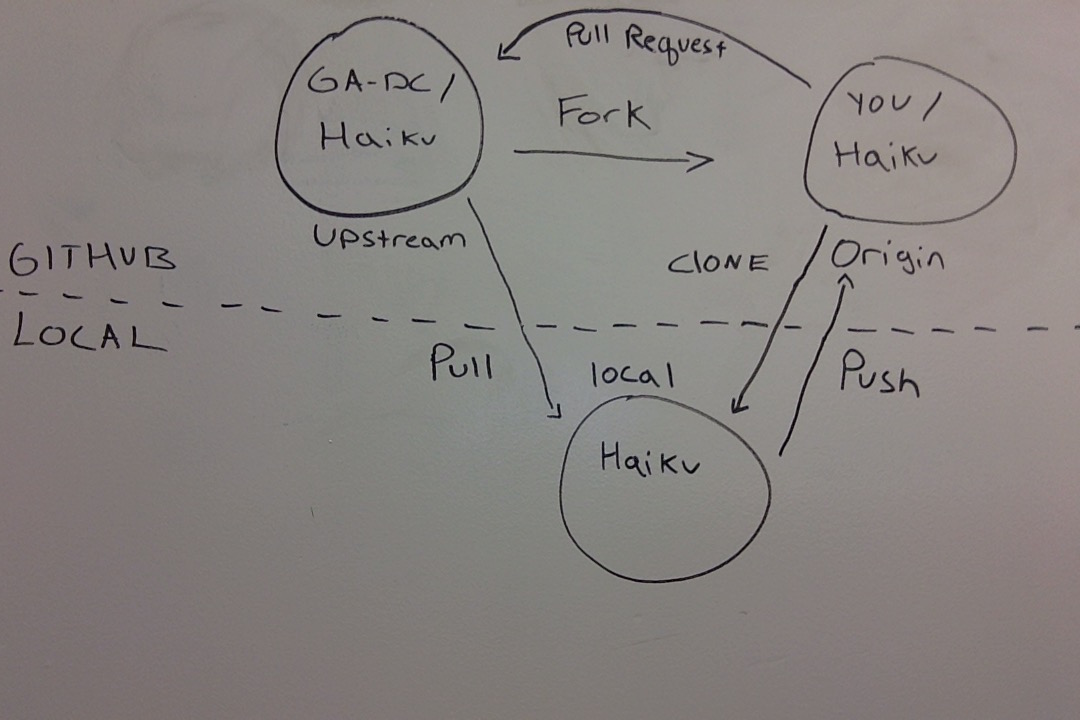 Pull Request
GA-DC/
Haiku
Fork
YOU/
Haiku
Upstream
GITHUB
CLONE
Origin
LOCAL
Pull
local
Push
Haiku